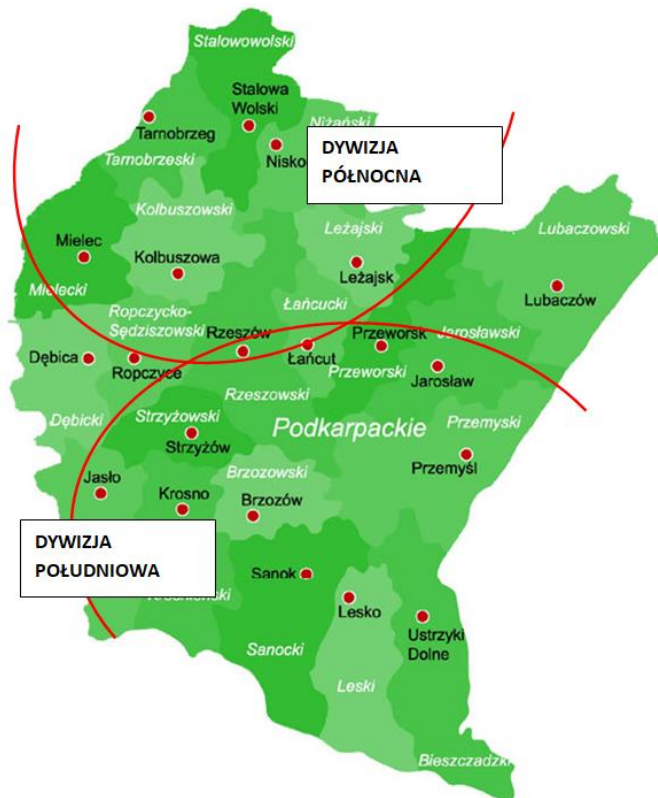 Stalowowolski
Stalowa
Wolski
Tarnobrzeg
Niżański
Nisko
DYWIZJA
PÓŁNOCNA
Tarnobrzeski
Kolbuszowski
Leżajski
Lubaczowski
Mielec
Kolbuszowa
Leżajsk
Lubaczów
Mielecki
Ropczycko-
Sędziszowski
Łańcucki
Rzeszów
Łańcut
Przeworsk
Jarosławski
Dębica
Ropczyce
Przeworski
Jarosław
Rzeszowski
Dębicki
Strzyżowski
Strzyżów
Podkarpackie
Przemyski
Przemyśl
Jasło
Krosno
Brzozowski
Brzozów
DYWIZJA
POŁUDNIOWA
Sanok
Lesko
Ustrzyki
Dolne
Sanocki
Leski
Bieszczadzki